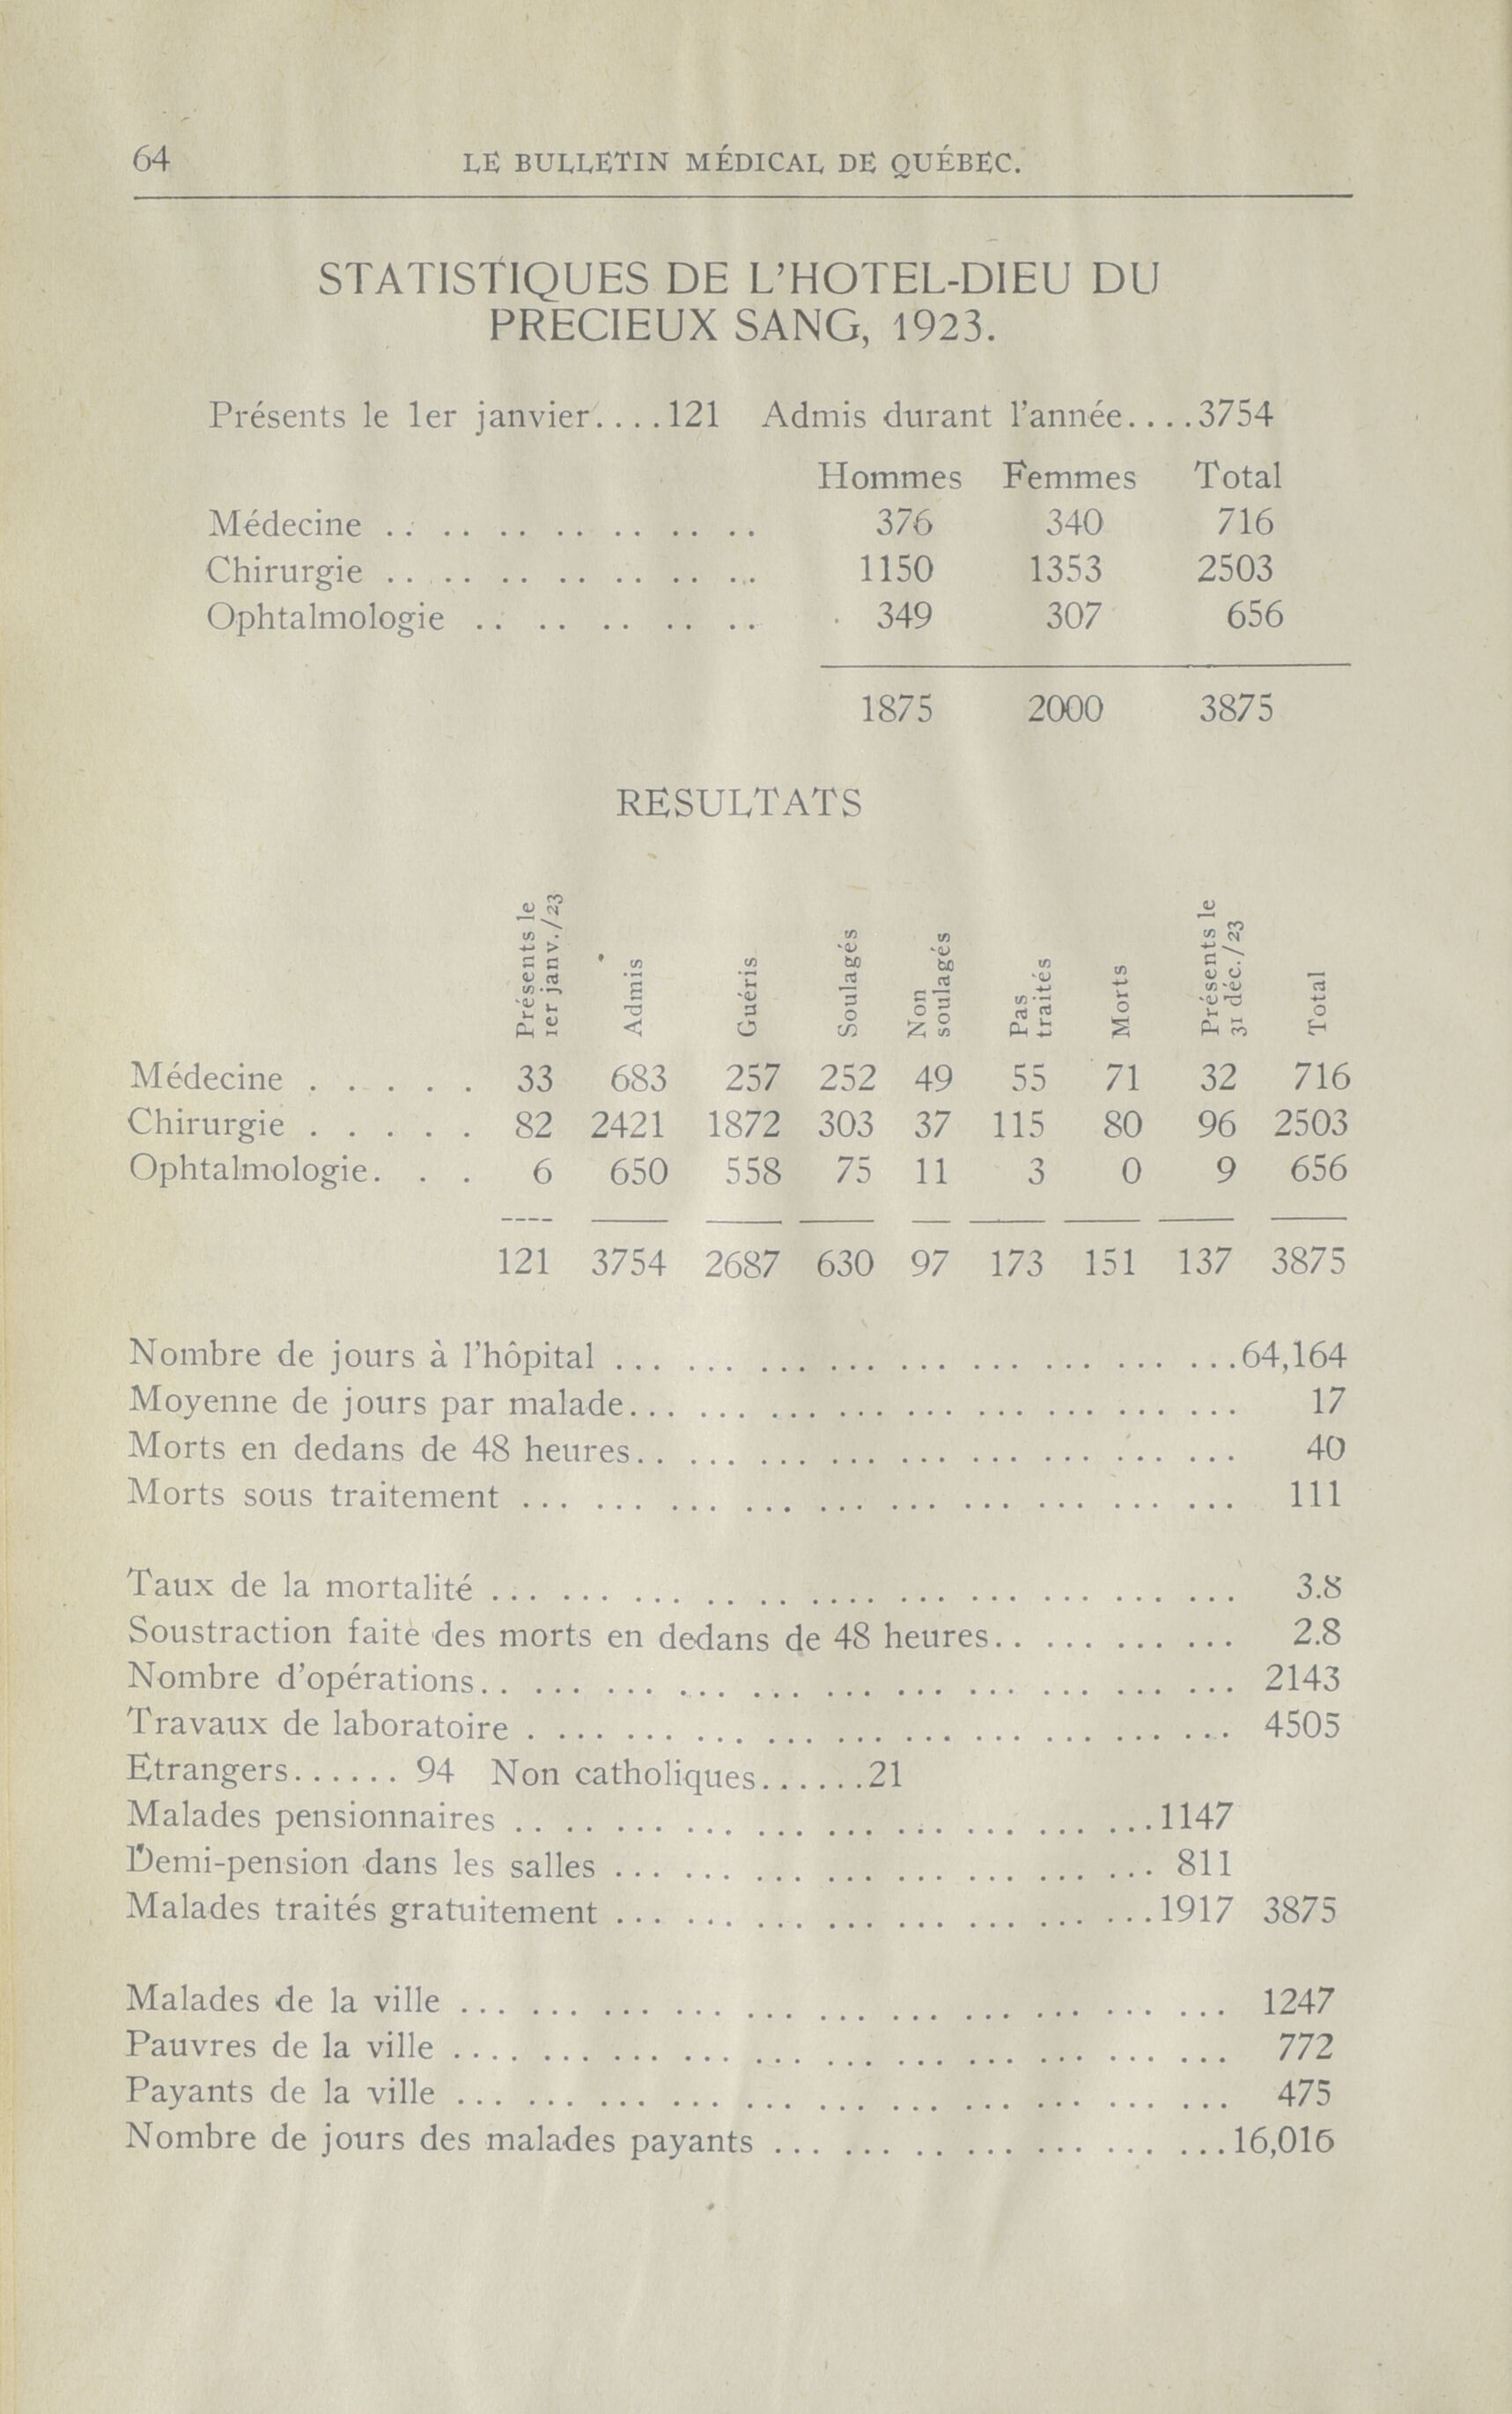 64 LE BULLETIN MÉDICAL DE QUÉBEC.
STATISTIQUES DE L'HOTEL-DIEU DU
PRECIEUX SANG, 1923.
Présents le 1er janvier....121 Admis durant l'année....3754
Hommes Femmes Total
Médecine .. .. .. .. .. .. .. 376 340 716
Chirurgie .. .. .. .. .. .. .. 1150 1353 2503
Ophtalmologie .. .. .. .. .. 349 307 656
1875 2000 3875
RESULTATS
Présents le 1er janv./23 Admis Guéris Soulagés Non soulagés Pas traités Morts Présents le 31 déc./23 Total
Médecine . . . . . 33 683 257 252 49 55 71 32 716
Chirurgie . . . . . 82 2421 1872 303 37 115 80 96 2503
Ophtalmologie. . . 6 650 558 75 11 3 0 9 656
121 3754 2687 630 97 173 151 137 3875
Nombre de jours à l'hôpital ... ... ... ... ... ... ... ... ...64,164
Moyenne de jours par malade... ... ... ... ... ... ... ... ... 17
Morts en dedans de 48 heures.. ... ... ... ... ... ... ... ... 40
Morts sous traitement ... ... ... ... ... ... ... ... ... ... 111
Taux de la mortalité ... ... ... .. .. .... ... ... ... ... ... 3.8
Soustraction faite des morts en dedans de 48 heures.. ... ... ... 2.8
Nombre d'opérations.. ... ... ... ... ... ... ... ... ... ... 2143
Travaux de laboratoire . ... ... ... ... ... ... ... ... ... ... 4505
Etrangers...... 94 Non catholiques......21
Malades pensionnaires .. .. ... ... ... ... ... ... ... ...1147
Demi-pension dans les salles ... ... ... ... ... ... ... ... 811
Malades traités gratuitement ... ... ... ... ... ... ... ...1917 3875
Malades de la ville ... ... ... ... ... ... ... ... ... ... ... 1247
Pauvres de la ville .... ... ... ... ... ... ... ... ... ... ... 772
Payants de la ville ... ... ... ... ... ... ... ... ... ... ... 475
Nombre de jours des malades payants ... ... .. ... ... ... ...16,016